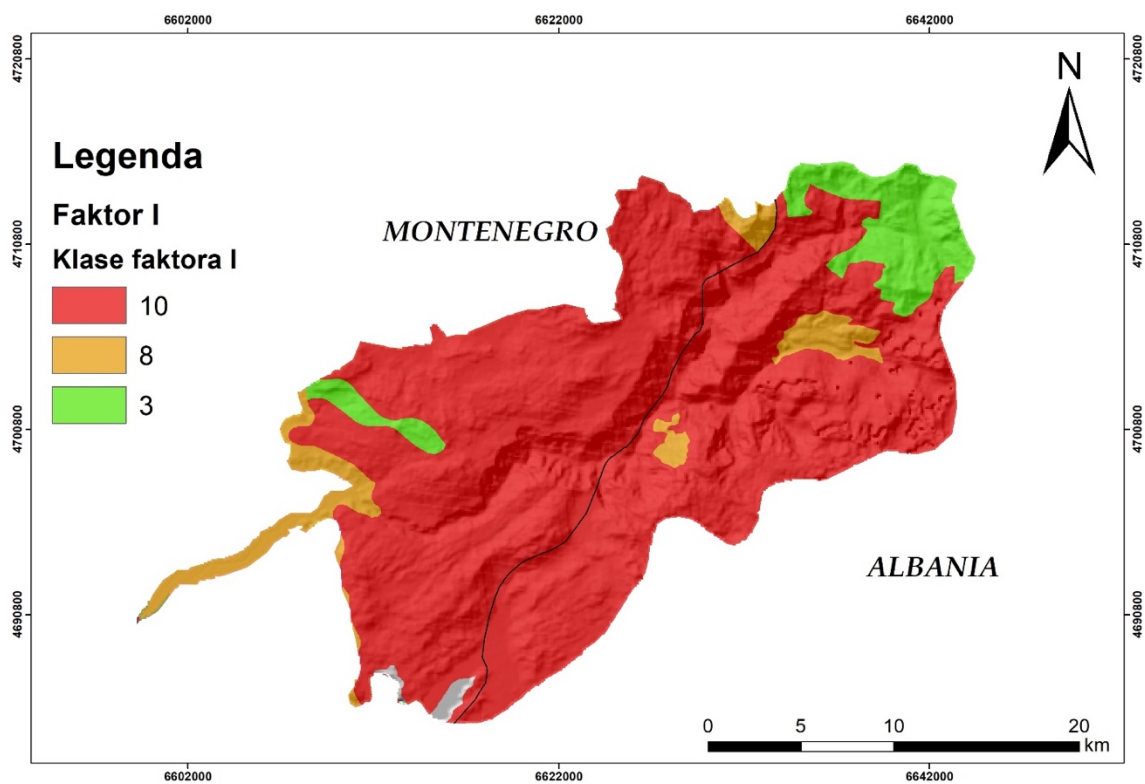 6602000 6622000 6642000
4720800 4720800
N
Legenda
Faktor I
Klase faktora I
10
8
3
MONTENEGRO
4710800 4710800
4700800 4700800
ALBANIA
4690800 4690800
0 5 10 20
km
6602000 6622000 6642000